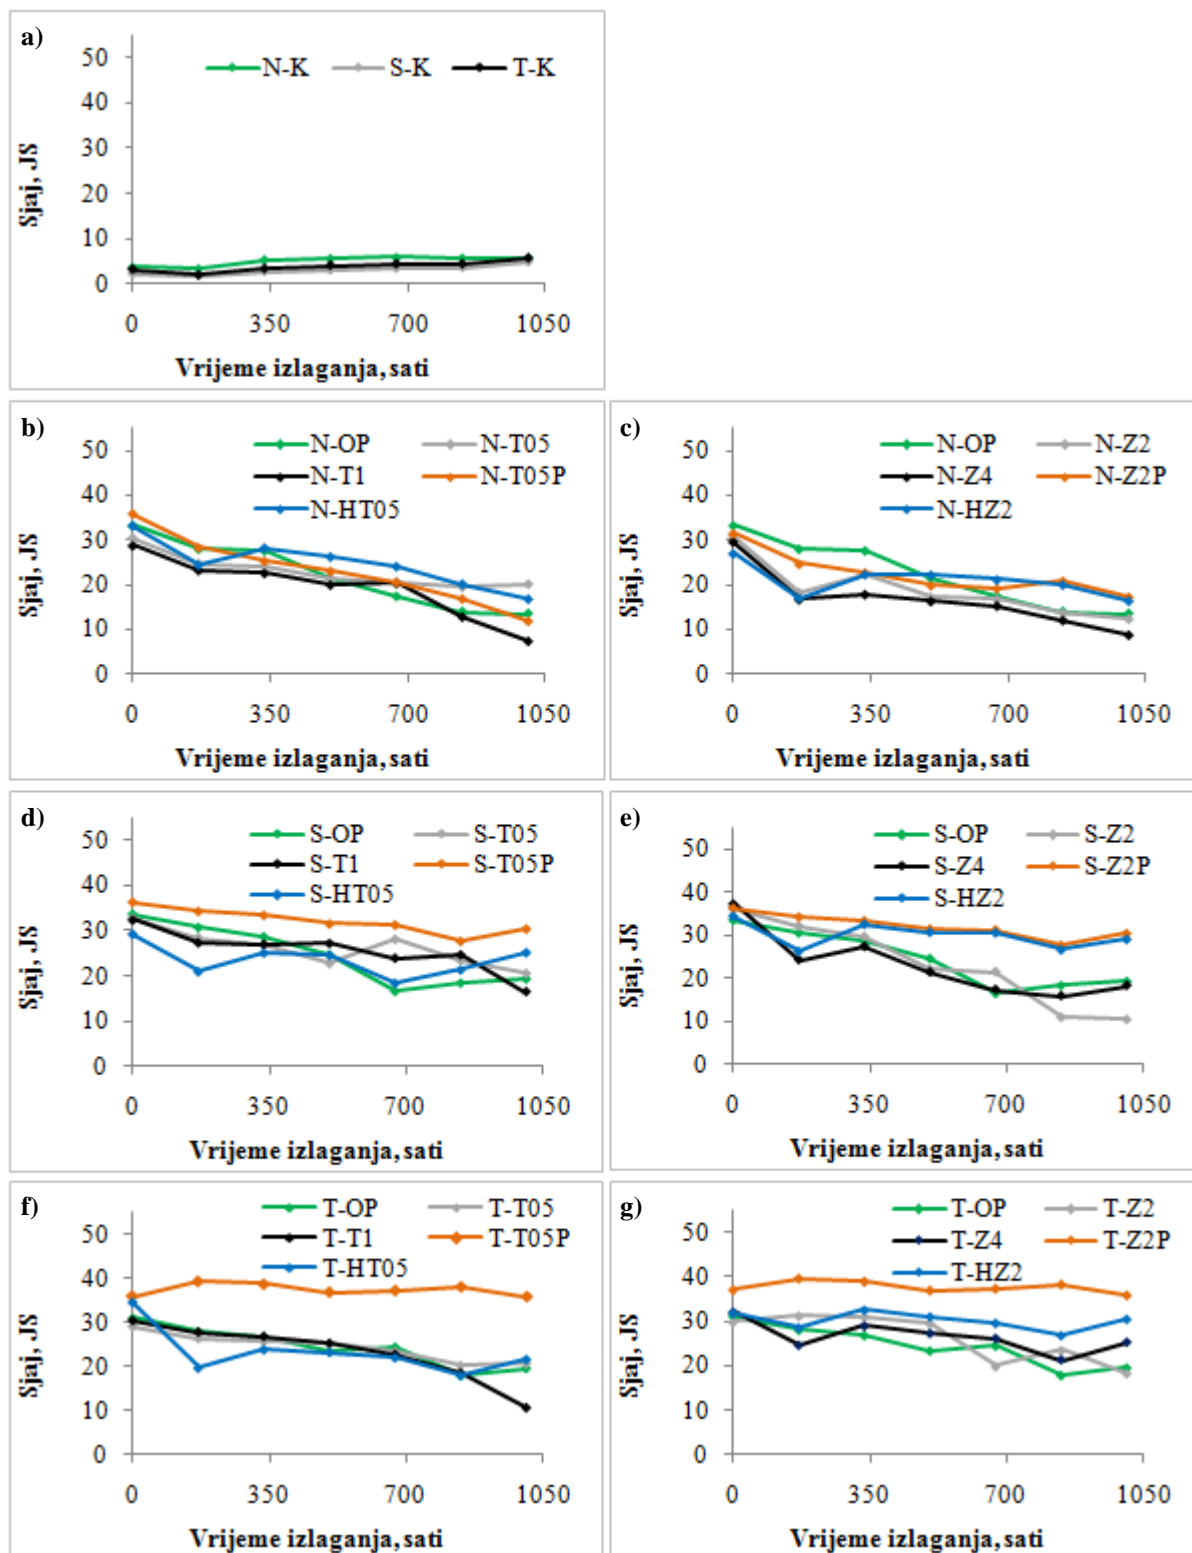 a)
N-K S-K T-K
50
40
30
20
10
0
0 350 700 1050
Sjaj, JS
Vrijeme izlaganja, sati
b)
N-OP N-T05
N-T1 N-T05P
N-HT05
50
40
30
20
10
0
0 350 700 1050
Sjaj, JS
Vrijeme izlaganja, sati
c)
N-OP N-Z2
N-Z4 N-Z2P
N-HZ2
50
40
30
20
10
0
0 350 700 1050
Sjaj, JS
Vrijeme izlaganja, sati
d)
S-OP S-T05
S-T1 S-T05P
S-HT05
50
40
30
20
10
0
0 350 700 1050
Sjaj, JS
Vrijeme izlaganja, sati
e)
S-OP S-Z2
S-Z4 S-Z2P
S-HZ2
50
40
30
20
10
0
0 350 700 1050
Sjaj, JS
Vrijeme izlaganja, sati
f)
T-OP T-T05
T-T1 T-T05P
T-HT05
50
40
30
20
10
0
0 350 700 1050
Sjaj, JS
Vrijeme izlaganja, sati
g)
T-OP T-Z2
T-Z4 T-Z2P
T-HZ2
50
40
30
20
10
0
0 350 700 1050
Sjaj, JS
Vrijeme izlaganja, sati